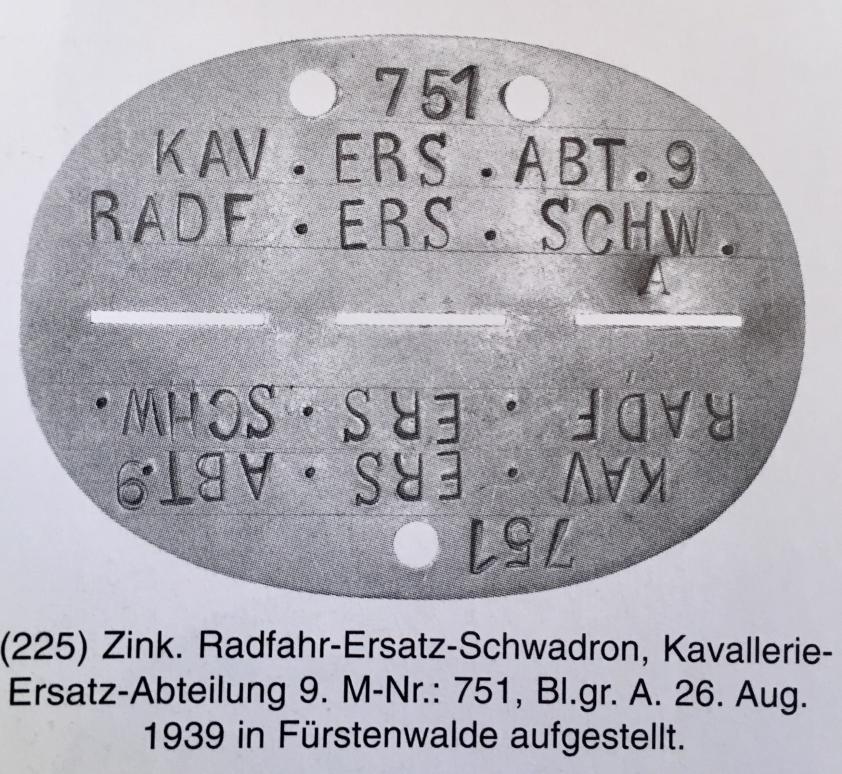 751
KAV . ERS . ABT . 9
RADF . ERS . SCHW .
A
RADF . ERS . SCHW .
KAV . ERS . ABT . 9
751
(225) Zink. Radfahr-Ersatz-Schwadron, Kavallerie-
Ersatz-Abteilung 9. M-Nr.: 751, Bl.gr. A. 26. Aug.
1939 in Fürstenwalde aufgestellt.